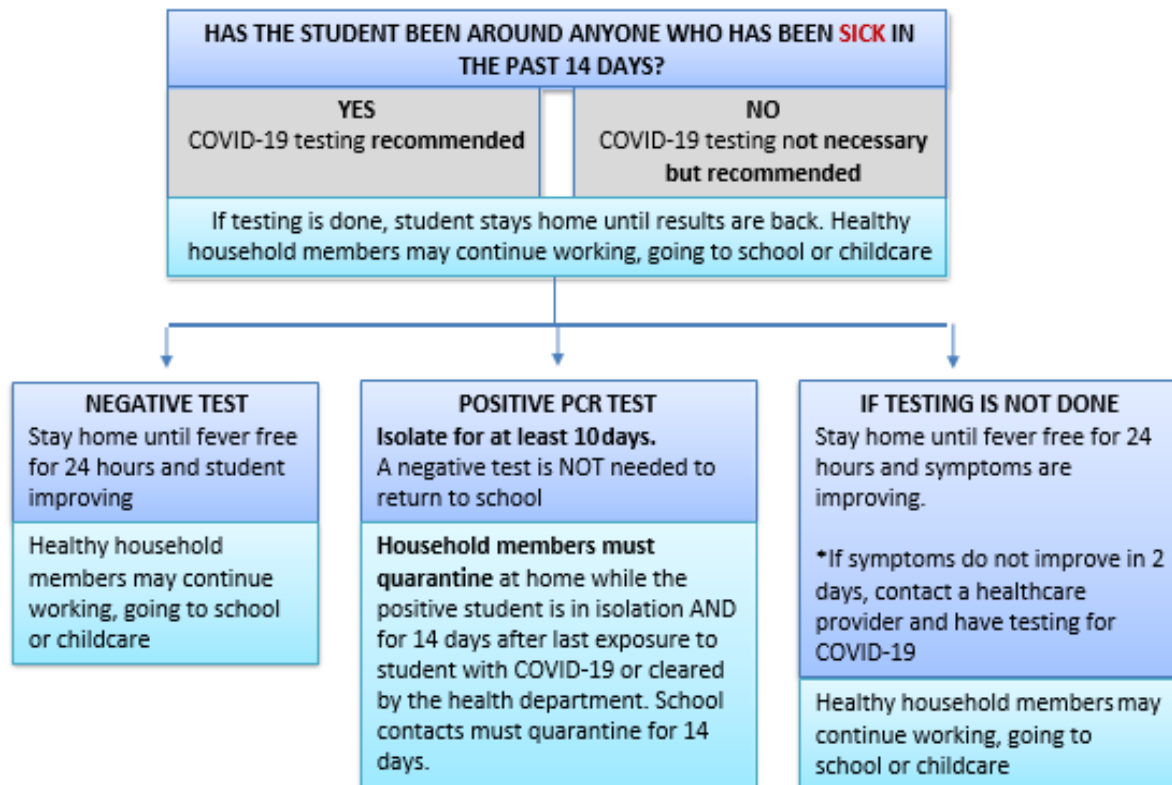 HAS THE STUDENT BEEN AROUND ANYONE WHO HAS BEEN SICK IN
THE PAST 14 DAYS?
YES
COVID-19 testing recommended
NO
COVID-19 testing not necessary
but recommended
If testing is done, student stays home until results are back. Healthy
household members may continue working, going to school or childcare
NEGATIVE TEST
Stay home until fever free
for 24 hours and student
improving
Healthy household
members may continue
working, going to school
or childcare
POSITIVE PCR TEST
Isolate for at least 10 days.
A negative test is NOT needed to
return to school
Household members must
quarantine at home while the
positive student is in isolation AND
for 14 days after last exposure to
student with COVID-19 or cleared
by the health department. School
contacts must quarantine for 14
days.
IF TESTING IS NOT DONE
Stay home until fever free for 24
hours and symptoms are
improving.
*If symptoms do not improve in 2
days, contact a healthcare
provider and have testing for
COVID-19
Healthy household members may
continue working, going to
school or childcare